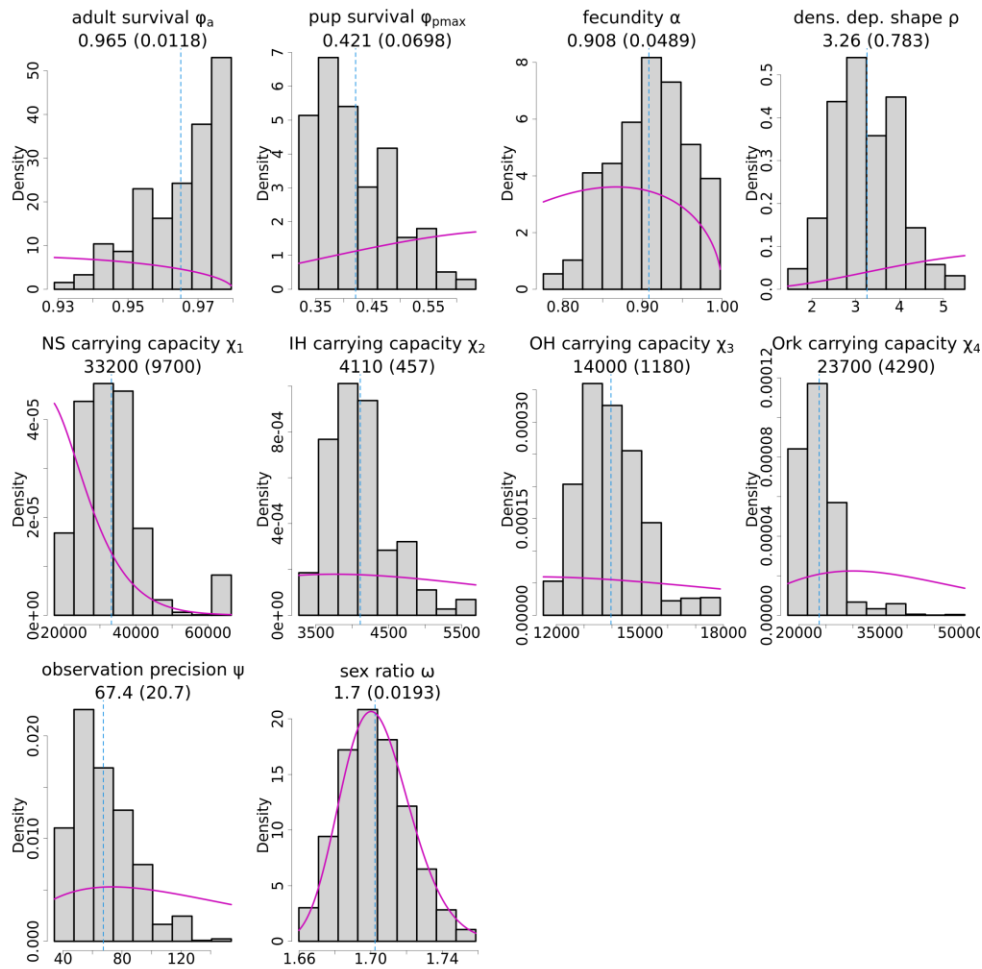 adult survival φa
0.965 (0.0118)
Density
0 10 20 30 40 50
0.93 0.95 0.97
pup survival φpmax
0.421 (0.0698)
Density
0 1 2 3 4 5 6 7
0.35 0.45 0.55
fecundity α
0.908 (0.0489)
Density
0 2 4 6 8
0.80 0.90 1.00
dens. dep. shape ρ
3.26 (0.783)
Density
0.0 0.1 0.2 0.3 0.4 0.5
2 3 4 5
NS carrying capacity χ1
33200 (9700)
Density
0e+00 2e-05 4e-05
20000 40000 60000
IH carrying capacity χ2
4110 (457)
Density
0e+00 4e-04 8e-04
3500 4500 5500
OH carrying capacity χ3
14000 (1180)
Density
0.00000 0.00015 0.00030
12000 15000 18000
Ork carrying capacity χ4
23700 (4290)
Density
0.00000 0.00004 0.00008 0.00012
20000 35000 50000
observation precision ψ
67.4 (20.7)
Density
0.000 0.010 0.020
40 80 120
sex ratio ω
1.7 (0.0193)
Density
0 5 10 15 20
1.66 1.70 1.74